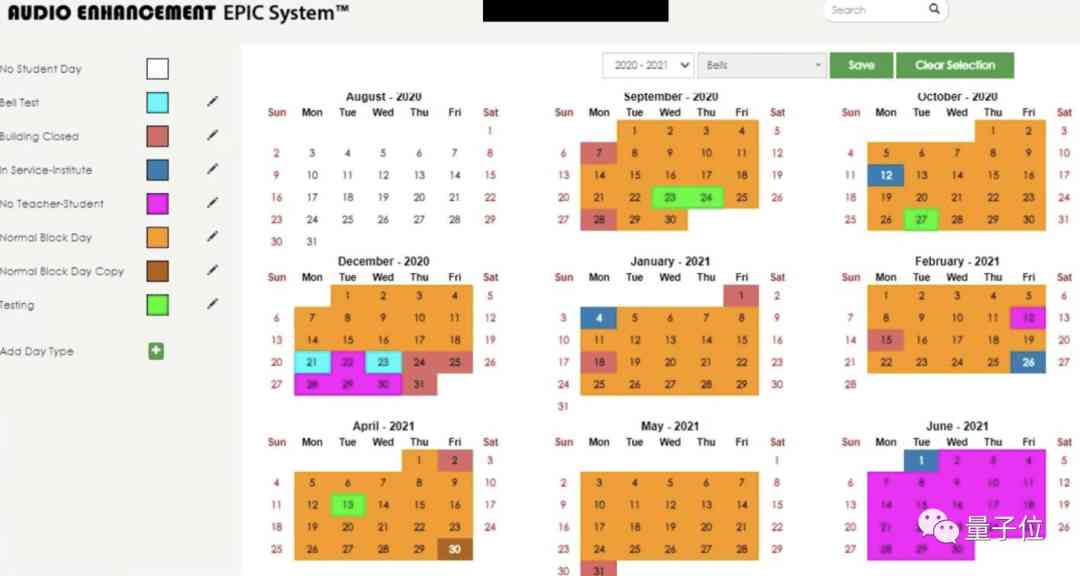 AUDIO ENHANCEMENT EPIC System™
Search
No Student Day
Bell Test
Building Closed
In Service-Institute
No Teacher-Student
Normal Block Day
Normal Block Day Copy
Testing
Add Day Type
2020 - 2021 Bells Save Clear Selection
August - 2020
Sun Mon Tue Wed Thu Fri Sat
1
2 3 4 5 6 7 8
9 10 11 12 13 14 15
16 17 18 19 20 21 22
23 24 25 26 27 28 29
30 31
September - 2020
Sun Mon Tue Wed Thu Fri Sat
1 2 3 4 5
6 7 8 9 10 11 12
13 14 15 16 17 18 19
20 21 22 23 24 25 26
27 28 29 30
October - 2020
Sun Mon Tue Wed Thu Fri Sat
1 2 3
4 5 6 7 8 9 10
11 12 13 14 15 16 17
18 19 20 21 22 23 24
25 26 27 28 29 30 31
December - 2020
Sun Mon Tue Wed Thu Fri Sat
1 2 3 4 5
6 7 8 9 10 11 12
13 14 15 16 17 18 19
20 21 22 23 24 25 26
27 28 29 30 31
January - 2021
Sun Mon Tue Wed Thu Fri Sat
1 2
3 4 5 6 7 8 9
10 11 12 13 14 15 16
17 18 19 20 21 22 23
24 25 26 27 28 29 30
31
February - 2021
Sun Mon Tue Wed Thu Fri Sat
1 2 3 4 5 6
7 8 9 10 11 12 13
14 15 16 17 18 19 20
21 22 23 24 25 26 27
28
April - 2021
Sun Mon Tue Wed Thu Fri Sat
1 2 3
4 5 6 7 8 9 10
11 12 13 14 15 16 17
18 19 20 21 22 23 24
25 26 27 28 29 30
May - 2021
Sun Mon Tue Wed Thu Fri Sat
1
2 3 4 5 6 7 8
9 10 11 12 13 14 15
16 17 18 19 20 21 22
23 24 25 26 27 28 29
30 31
June - 2021
Sun Mon Tue Wed Thu Fri Sat
1 2 3 4 5
6 7 8 9 10 11 12
13 14 15 16 17 18 19
20 21 25 26
27 28 29 30
量子位